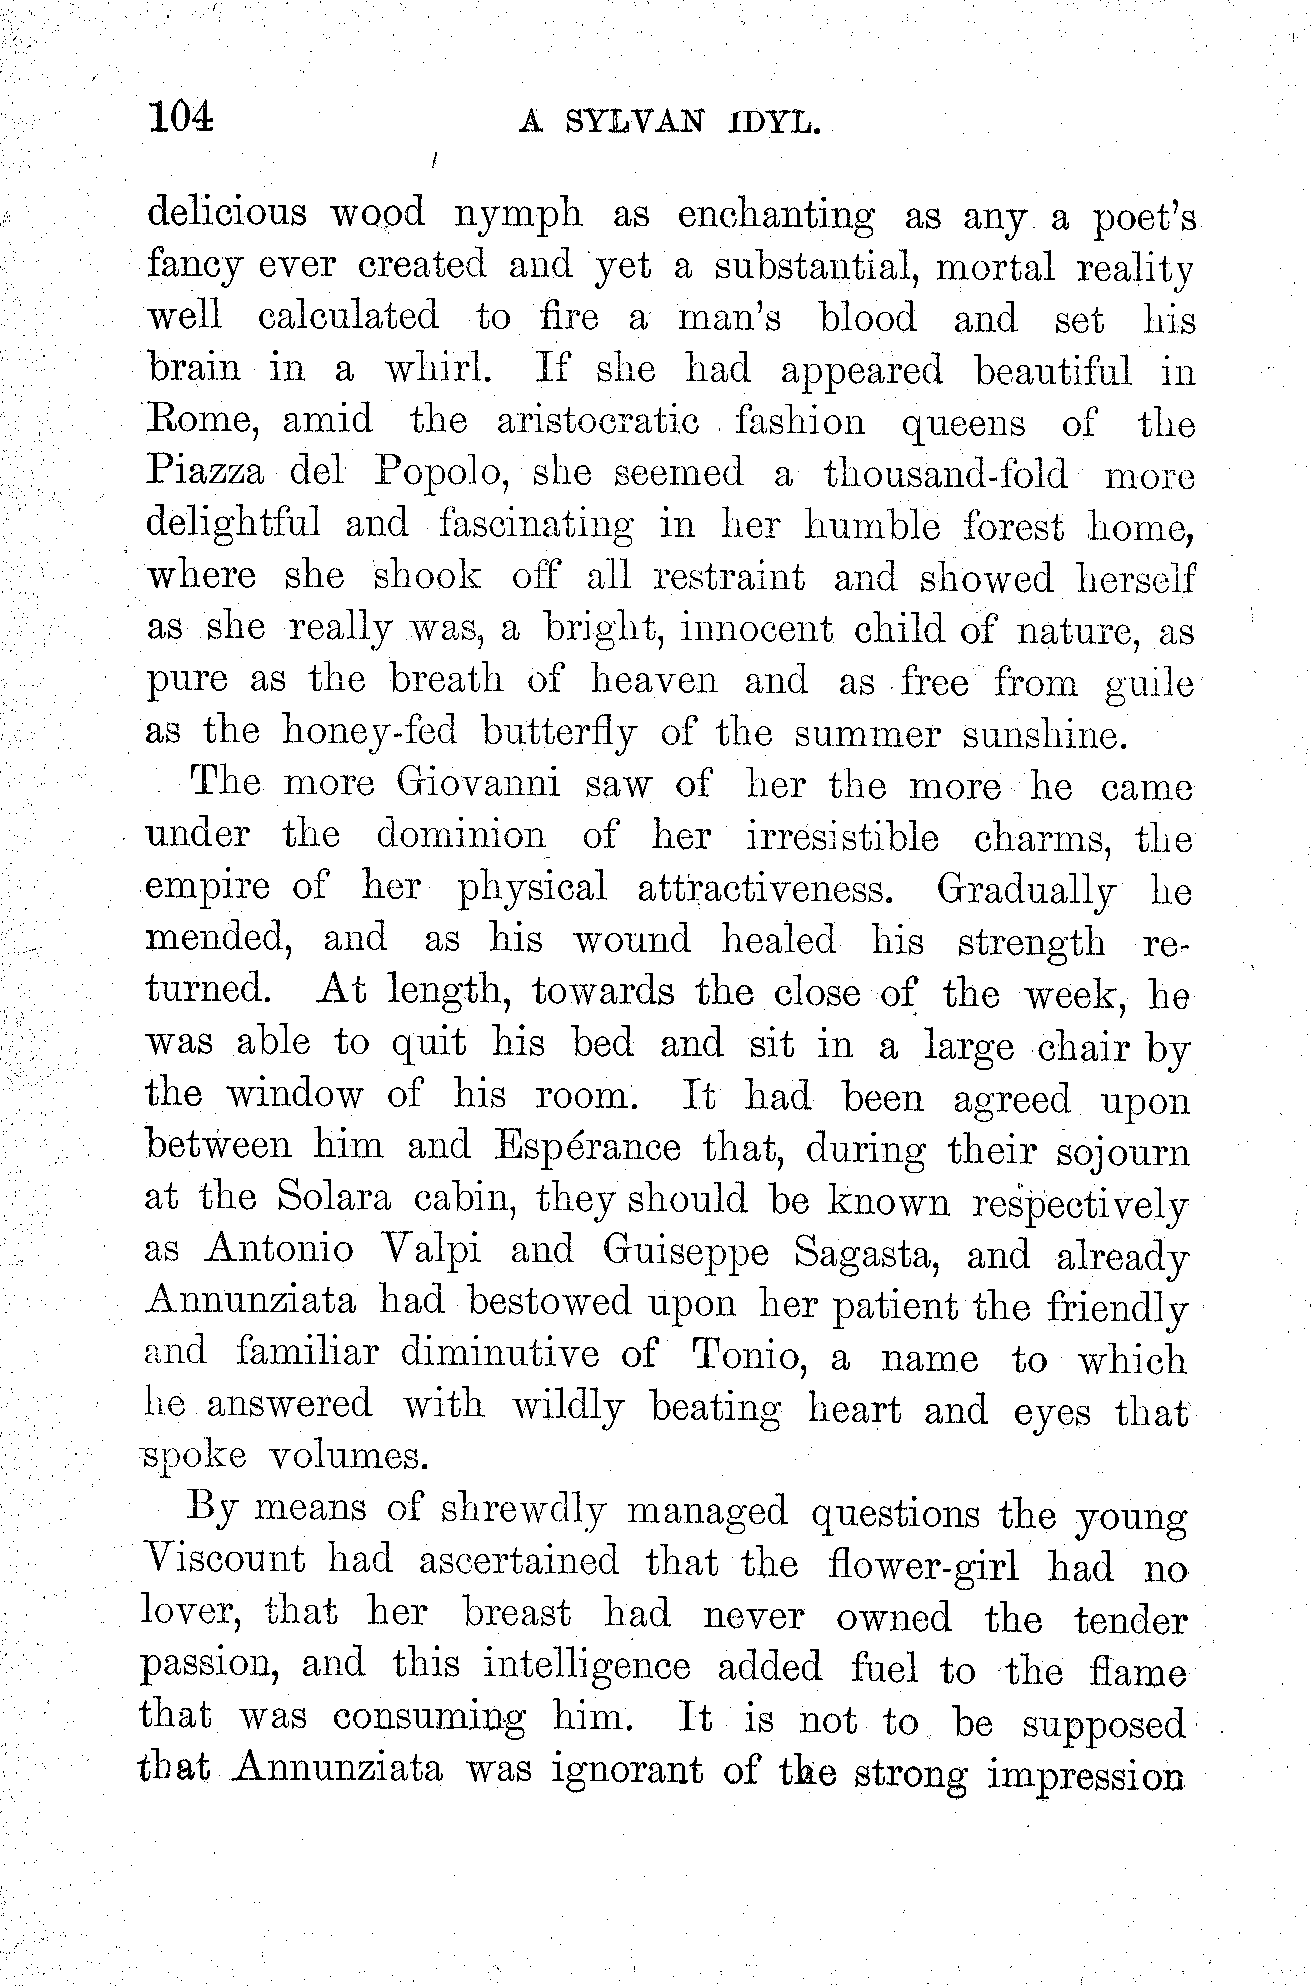 104 A SYLVAN IDYL.
delicious wood nymph as enchanting as any a poet's
fancy ever created and yet a substantial, mortal reality
well calculated to fire a man's blood and set his
brain in a whirl. If she had appeared beautiful in
Rome, amid the aristocratic fashion queens of the
Piazza del Popolo, she seemed a thousand-fold more
delightful and fascinating in her humble forest home,
where she shook off all restraint and showed herself
as she really was, a bright, innocent child of nature, as
pure as the breath of heaven and as free from guile
as the honey-fed butterfly of the summer sunshine.
The more Giovanni saw of her the more he came
under the dominion of her irresistible charms, the
empire of her physical attractiveness. Gradually he
mended, and as his wound healed his strength re-
turned. At length, towards the close of the week, he
was able to quit his bed and sit in a large chair by
the window of his room. It had been agreed upon
between him and Espérance that, during their sojourn
at the Solara cabin, they should be known respectively
as Antonio Valpi and Guiseppe Sagasta, and already
Annunziata had bestowed upon her patient the friendly
and familiar diminutive of Tonio, a name to which
he answered with wildly beating heart and eyes that
spoke volumes.
By means of shrewdly managed questions the young
Viscount had ascertained that the flower-girl had no
lover, that her breast had never owned the tender
passion, and this intelligence added fuel to the flame
that was consuming him. It is not to be supposed
that Annunziata was ignorant of the strong impression